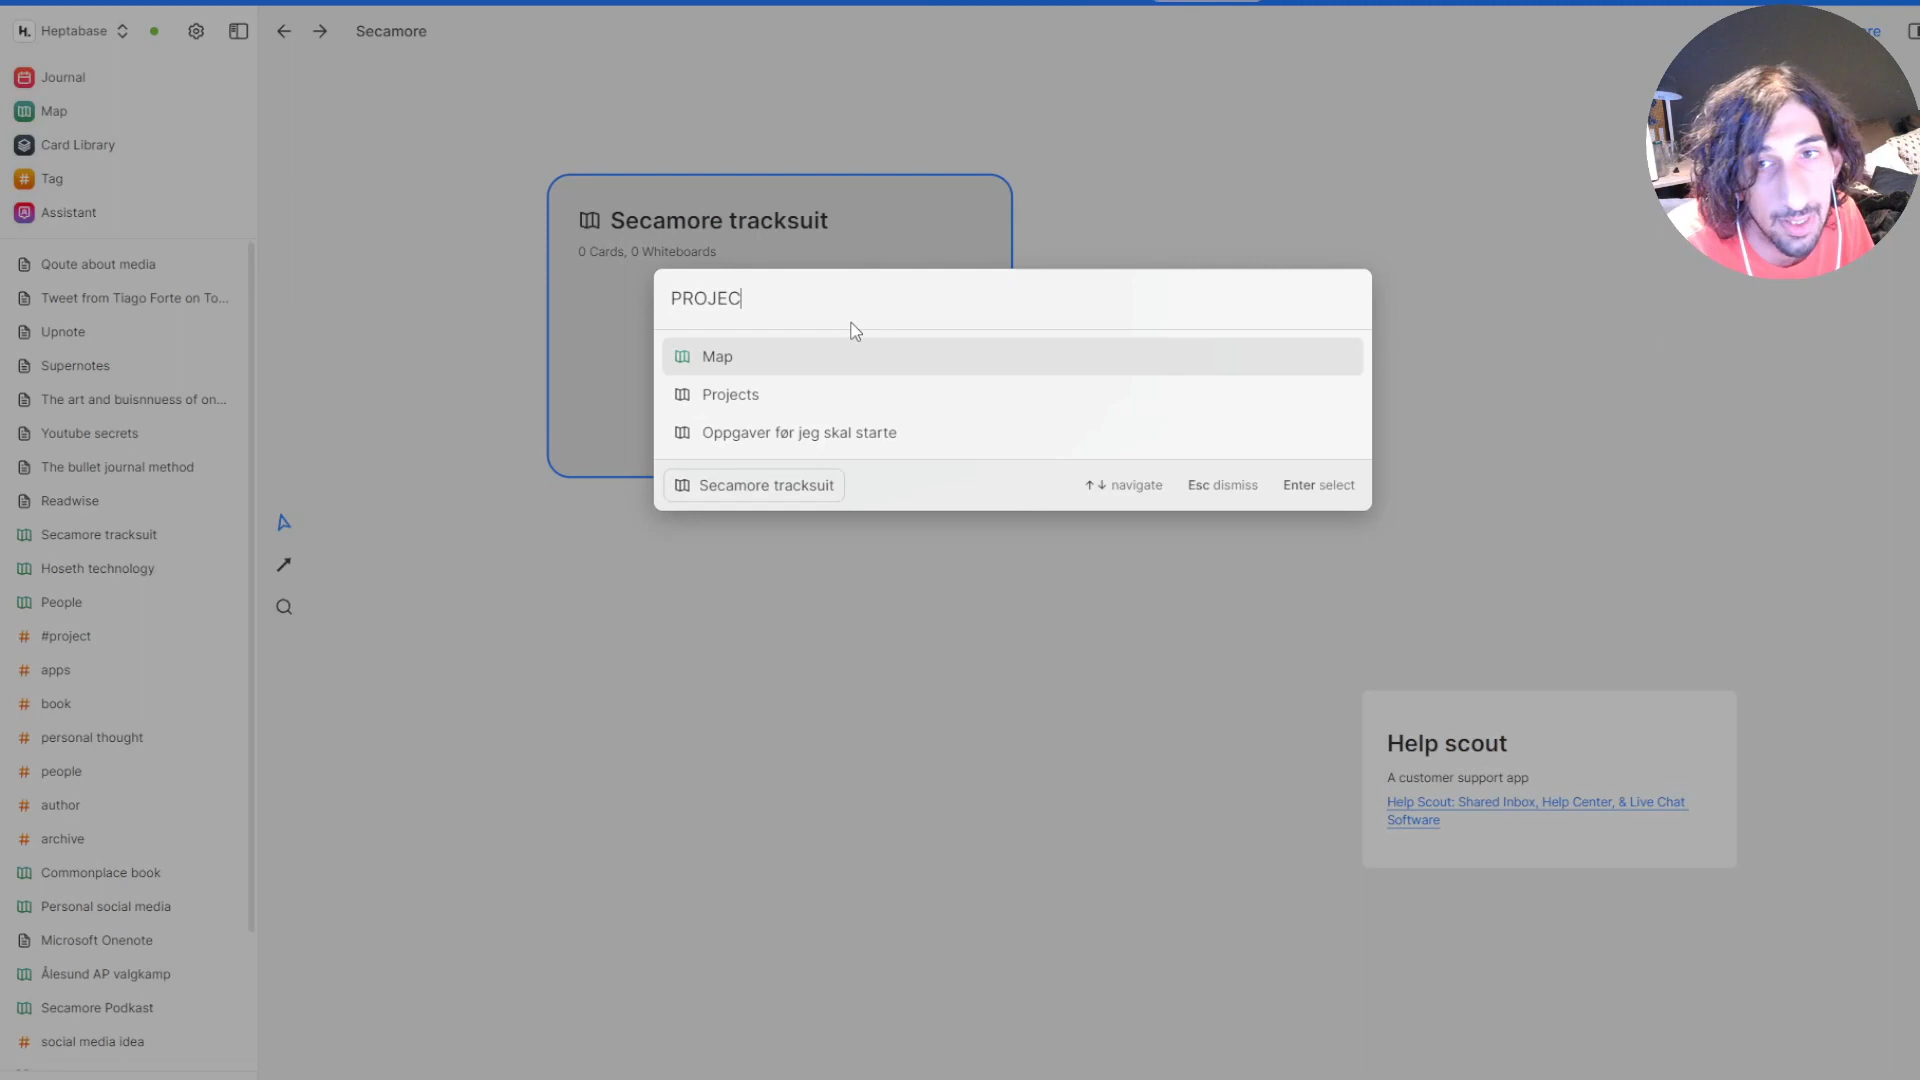 Heptabase
Secamore
re
Journal
Map
Card Library
Tag
Assistant
Qoute about media
Tweet from Tiago Forte on To...
Upnote
Supernotes
The art and buisnnuess of on...
Youtube secrets
The bullet journal method
Readwise
Secamore tracksuit
Hoseth technology
People
#project
# apps
# book
# personal thought
# people
# author
# archive
Commonplace book
Personal social media
Microsoft Onenote
Ålesund AP valgkamp
Secamore Podkast
# social media idea
Secamore tracksuit
0 Cards, 0 Whiteboards
PROJEC
Map
Projects
Oppgaver før jeg skal starte
Secamore tracksuit
↑↓ navigate
Esc dismiss
Enter select
Help scout
A customer support app
Help Scout: Shared Inbox, Help Center, & Live Chat
Software